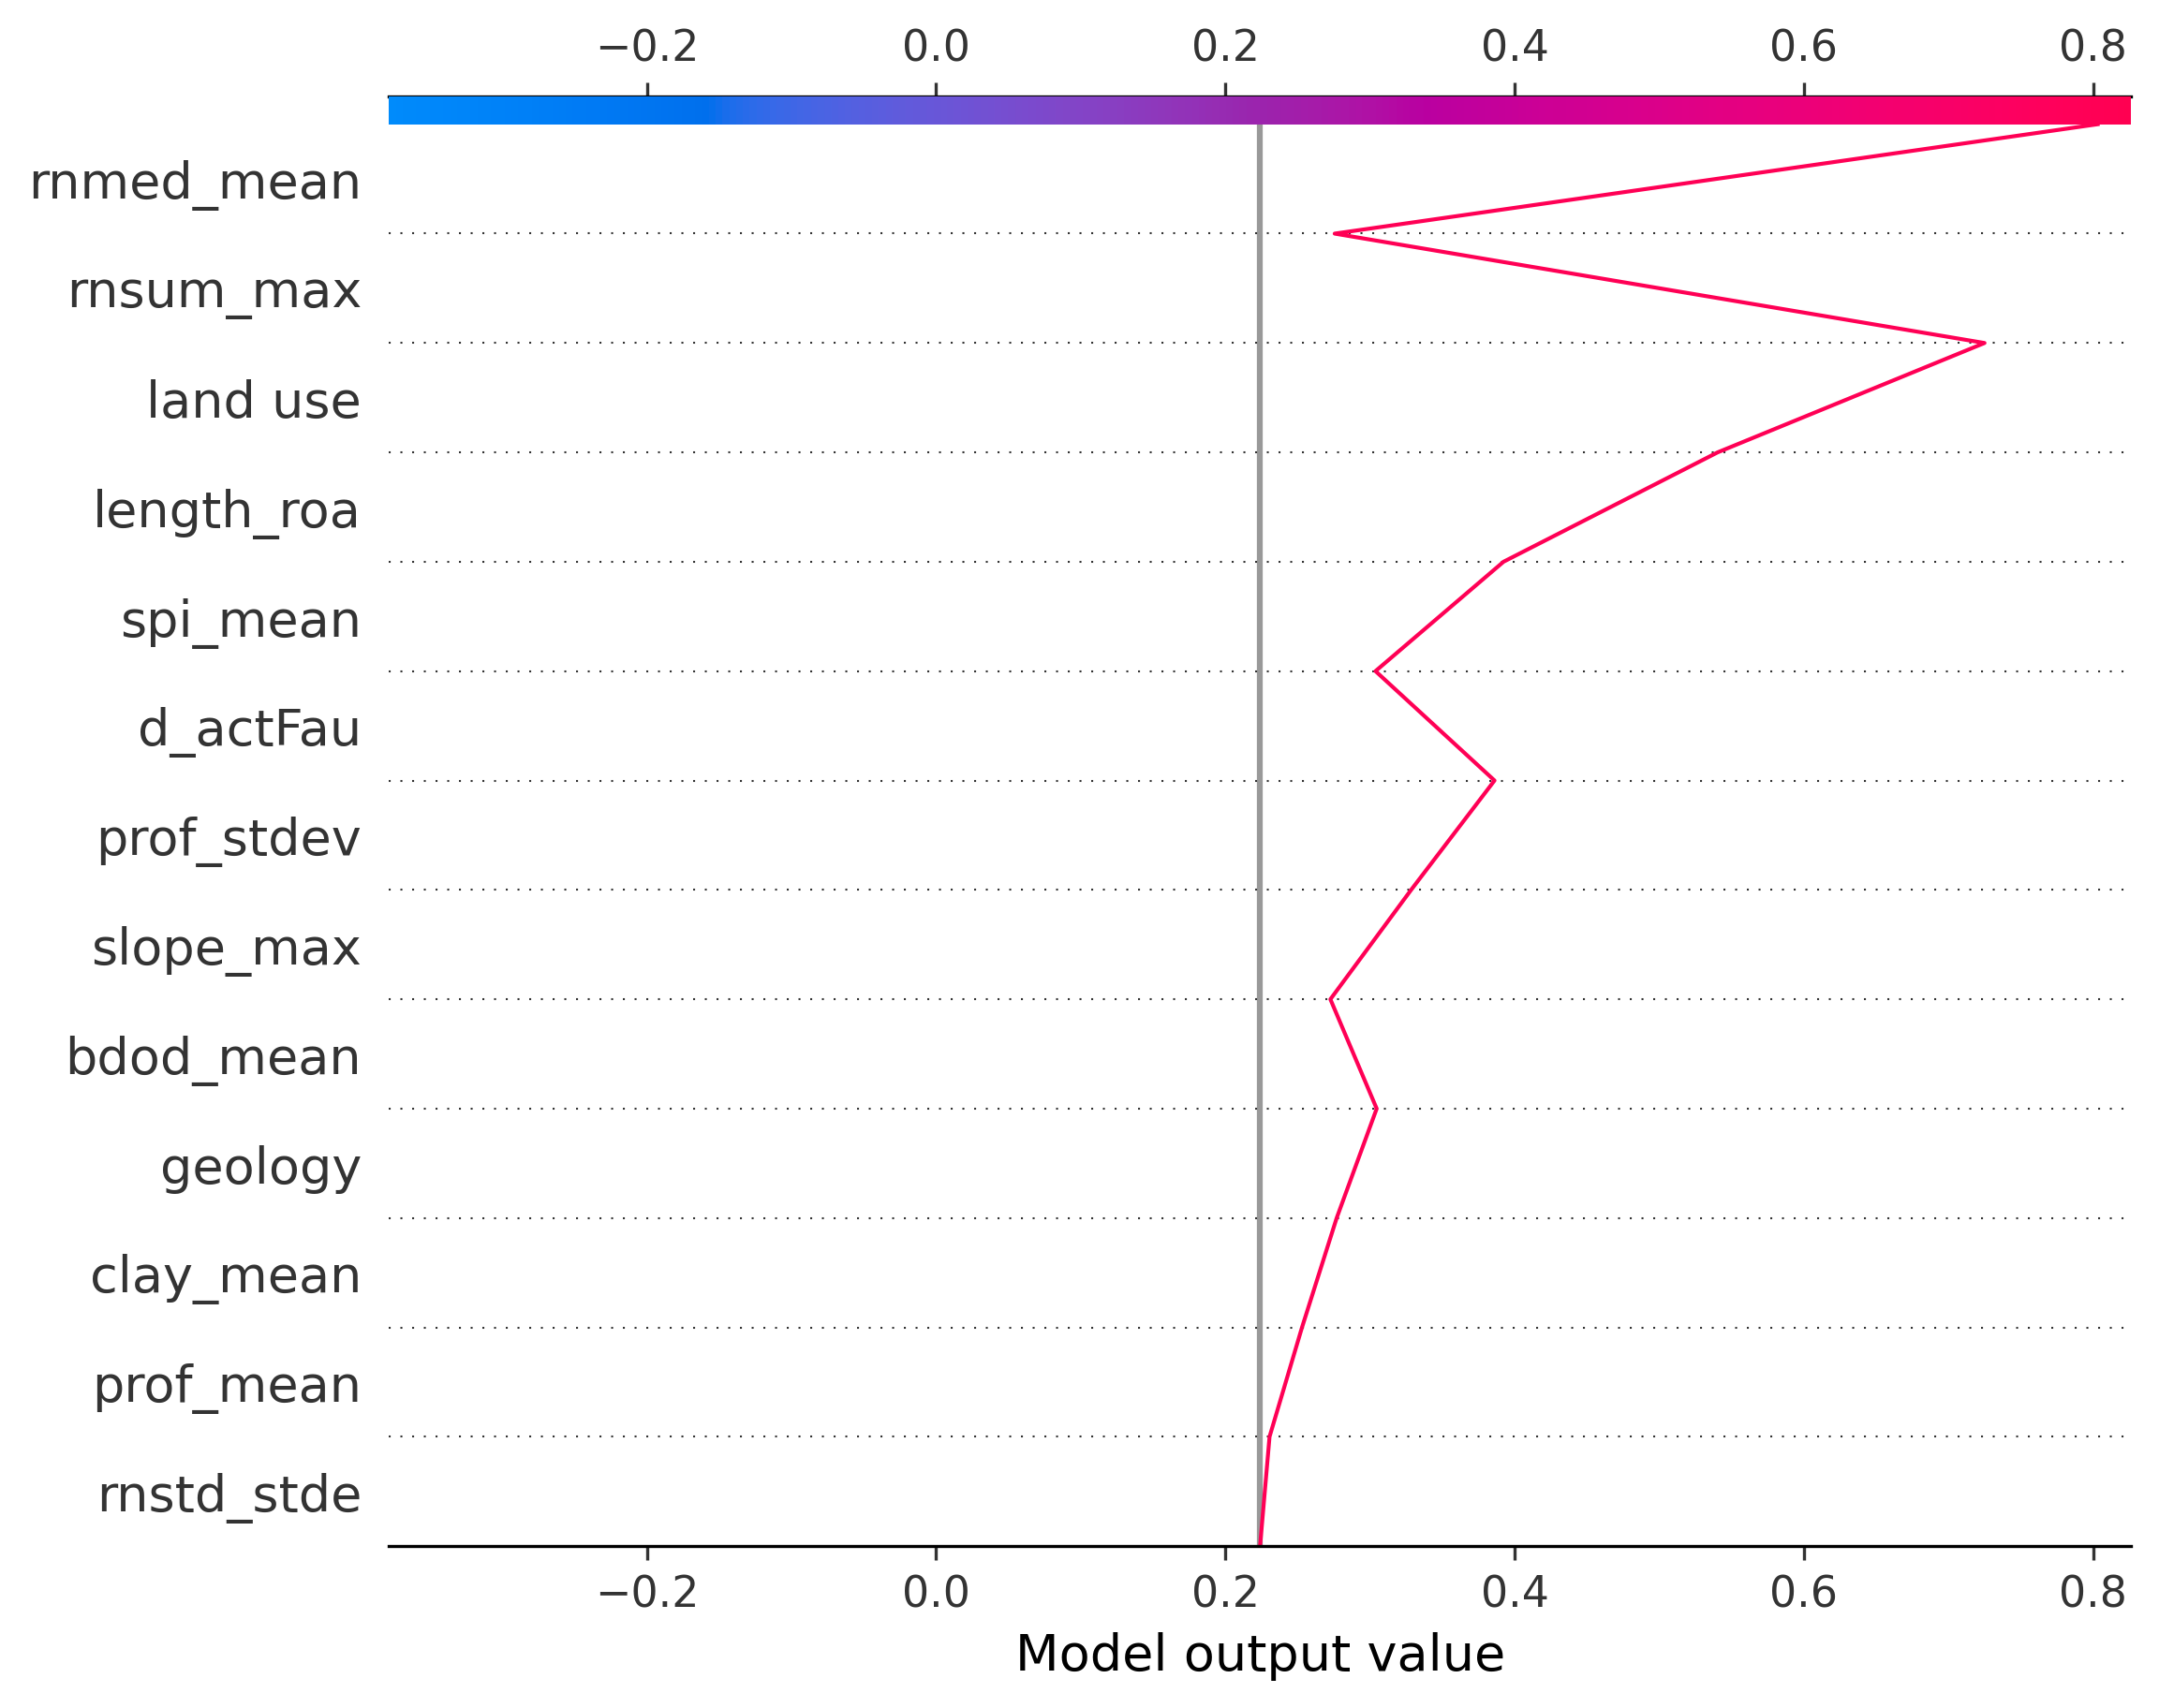 −0.2 0.0 0.2 0.4 0.6 0.8
rnmed_mean
rnsum_max
land use
length_roa
spi_mean
d_actFau
prof_stdev
slope_max
bdod_mean
geology
clay_mean
prof_mean
rnstd_stde
−0.2 0.0 0.2 0.4 0.6 0.8
Model output value